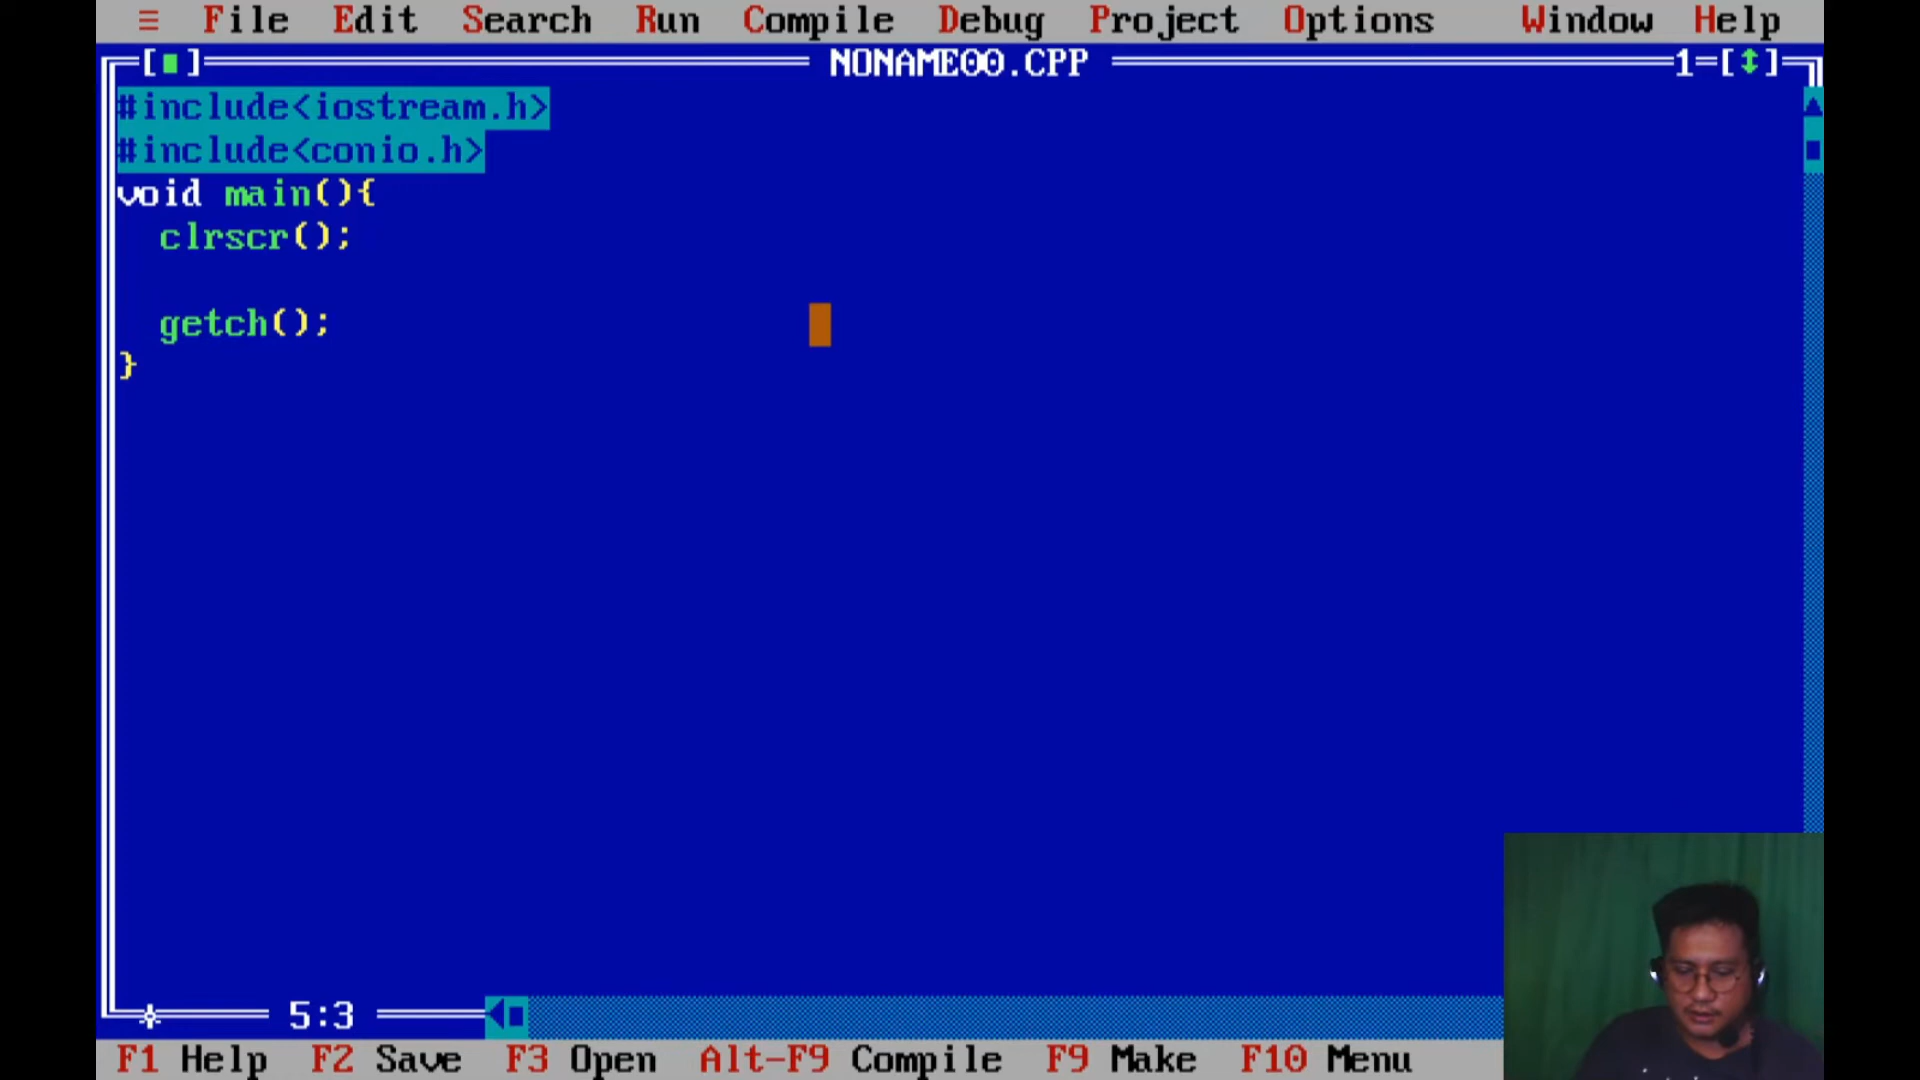 ≡ File Edit Search Run Compile Debug Project Options Window Help
[■] NONAME00.CPP 1=[↕]
#include<iostream.h>
#include<conio.h>
void main(){
clrscr();
getch();
}
5:3
F1 Help F2 Save F3 Open Alt-F9 Compile F9 Make F10 Menu